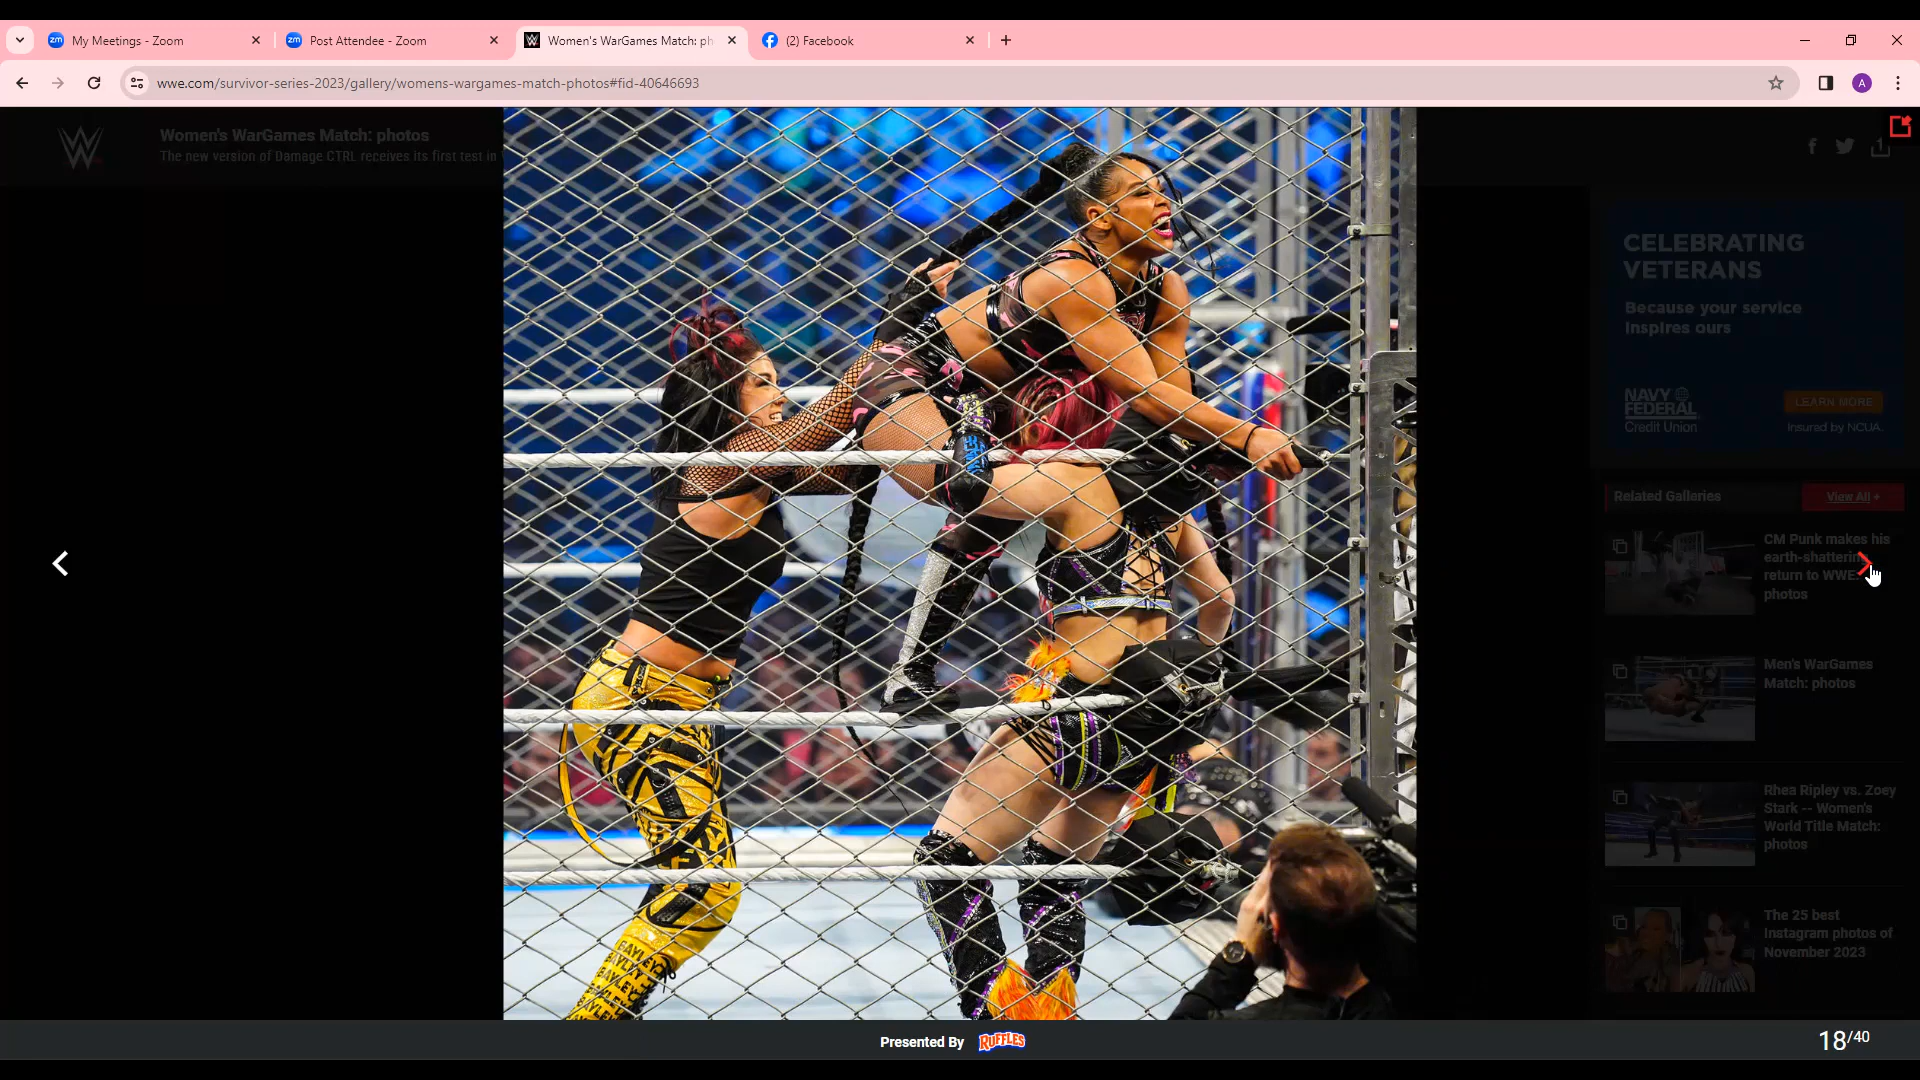 My Meetings - Zoom
Post Attendee - Zoom
Women's WarGames Match: ph
(2) Facebook
wwe.com/survivor-series-2023/gallery/womens-wargames-match-photos#fid-40646693
A
Women's WarGames Match: photos
The new version of Damage CTRL receives its first test in
CELEBRATING
VETERANS
Because your service
inspires ours
NAVY
FEDERAL
Credit Union
LEARN MORE
Insured by NCUA.
Related Galleries
View All +
CM Punk makes his
earth-shattering
return to WWE:
photos
Men's WarGames
Match: photos
Rhea Ripley vs. Zoey
Stark -- Women's
World Title Match:
photos
The 25 best
Instagram photos of
November 2023
BAYLEY
BAYLEY
BAYLEY
Presented By RUFFLES
18/40